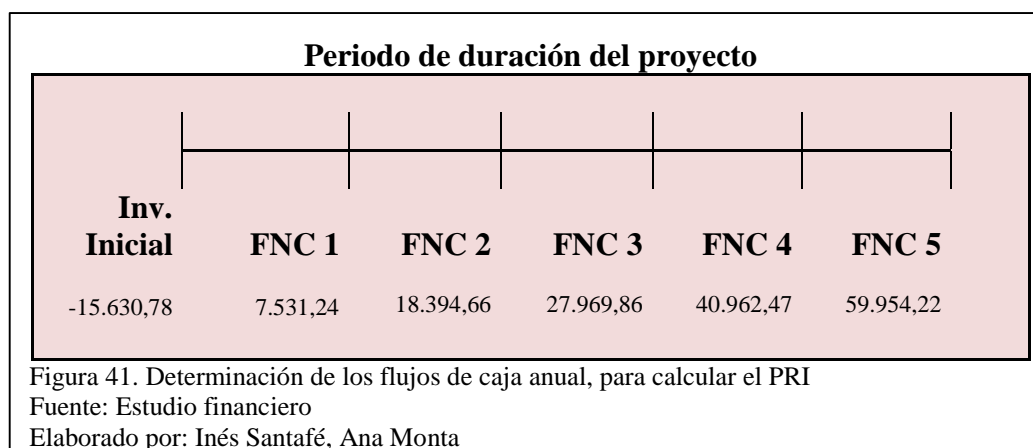 Periodo de duración del proyecto
Inv.
Inicial FNC 1 FNC 2 FNC 3 FNC 4 FNC 5
-15.630,78 7.531,24 18.394,66 27.969,86 40.962,47 59.954,22
Figura 41. Determinación de los flujos de caja anual, para calcular el PRI
Fuente: Estudio financiero
Elaborado por: Inés Santafé, Ana Monta